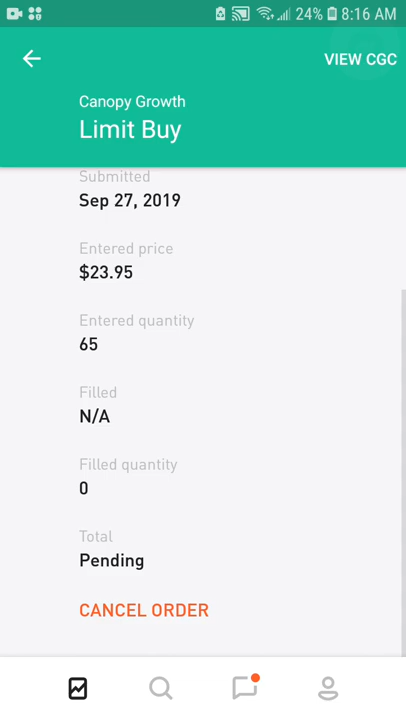 24% 8:16 AM
VIEW CGC
Canopy Growth
Limit Buy
Submitted
Sep 27, 2019
Entered price
$23.95
Entered quantity
65
Filled
N/A
Filled quantity
0
Total
Pending
CANCEL ORDER